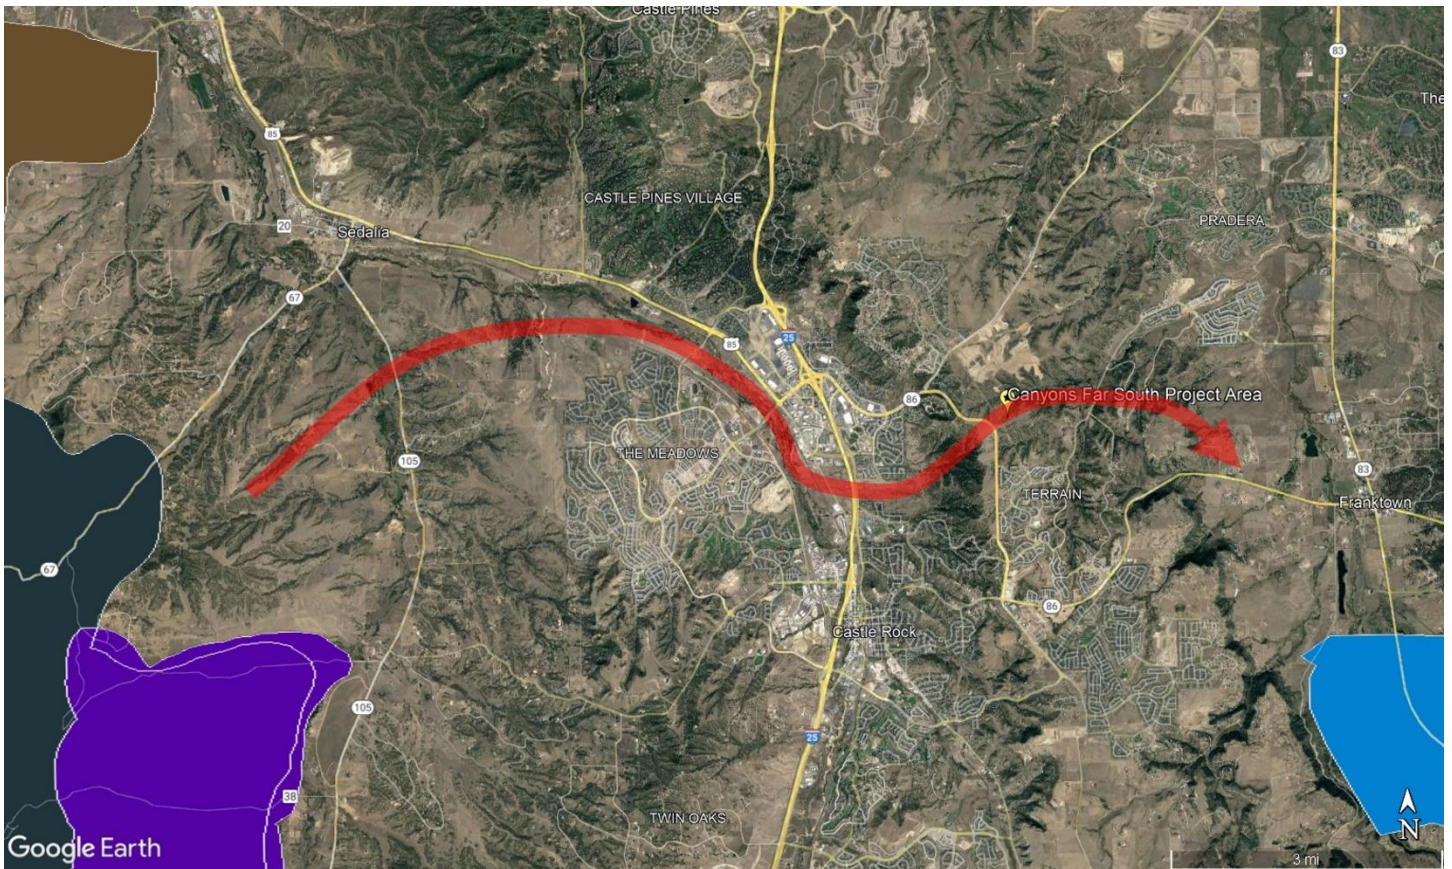 Castle Pines
83
The
85
CASTLE PINES VILLAGE
20
Sedalia
PRADERA
67
25
85
86
Canyons Far South Project Area
THE MEADOWS
105
83
TERRAIN
Franktown
67
86
Castle Rock
105
25
38
TWIN OAKS
N
Google Earth
3 mi